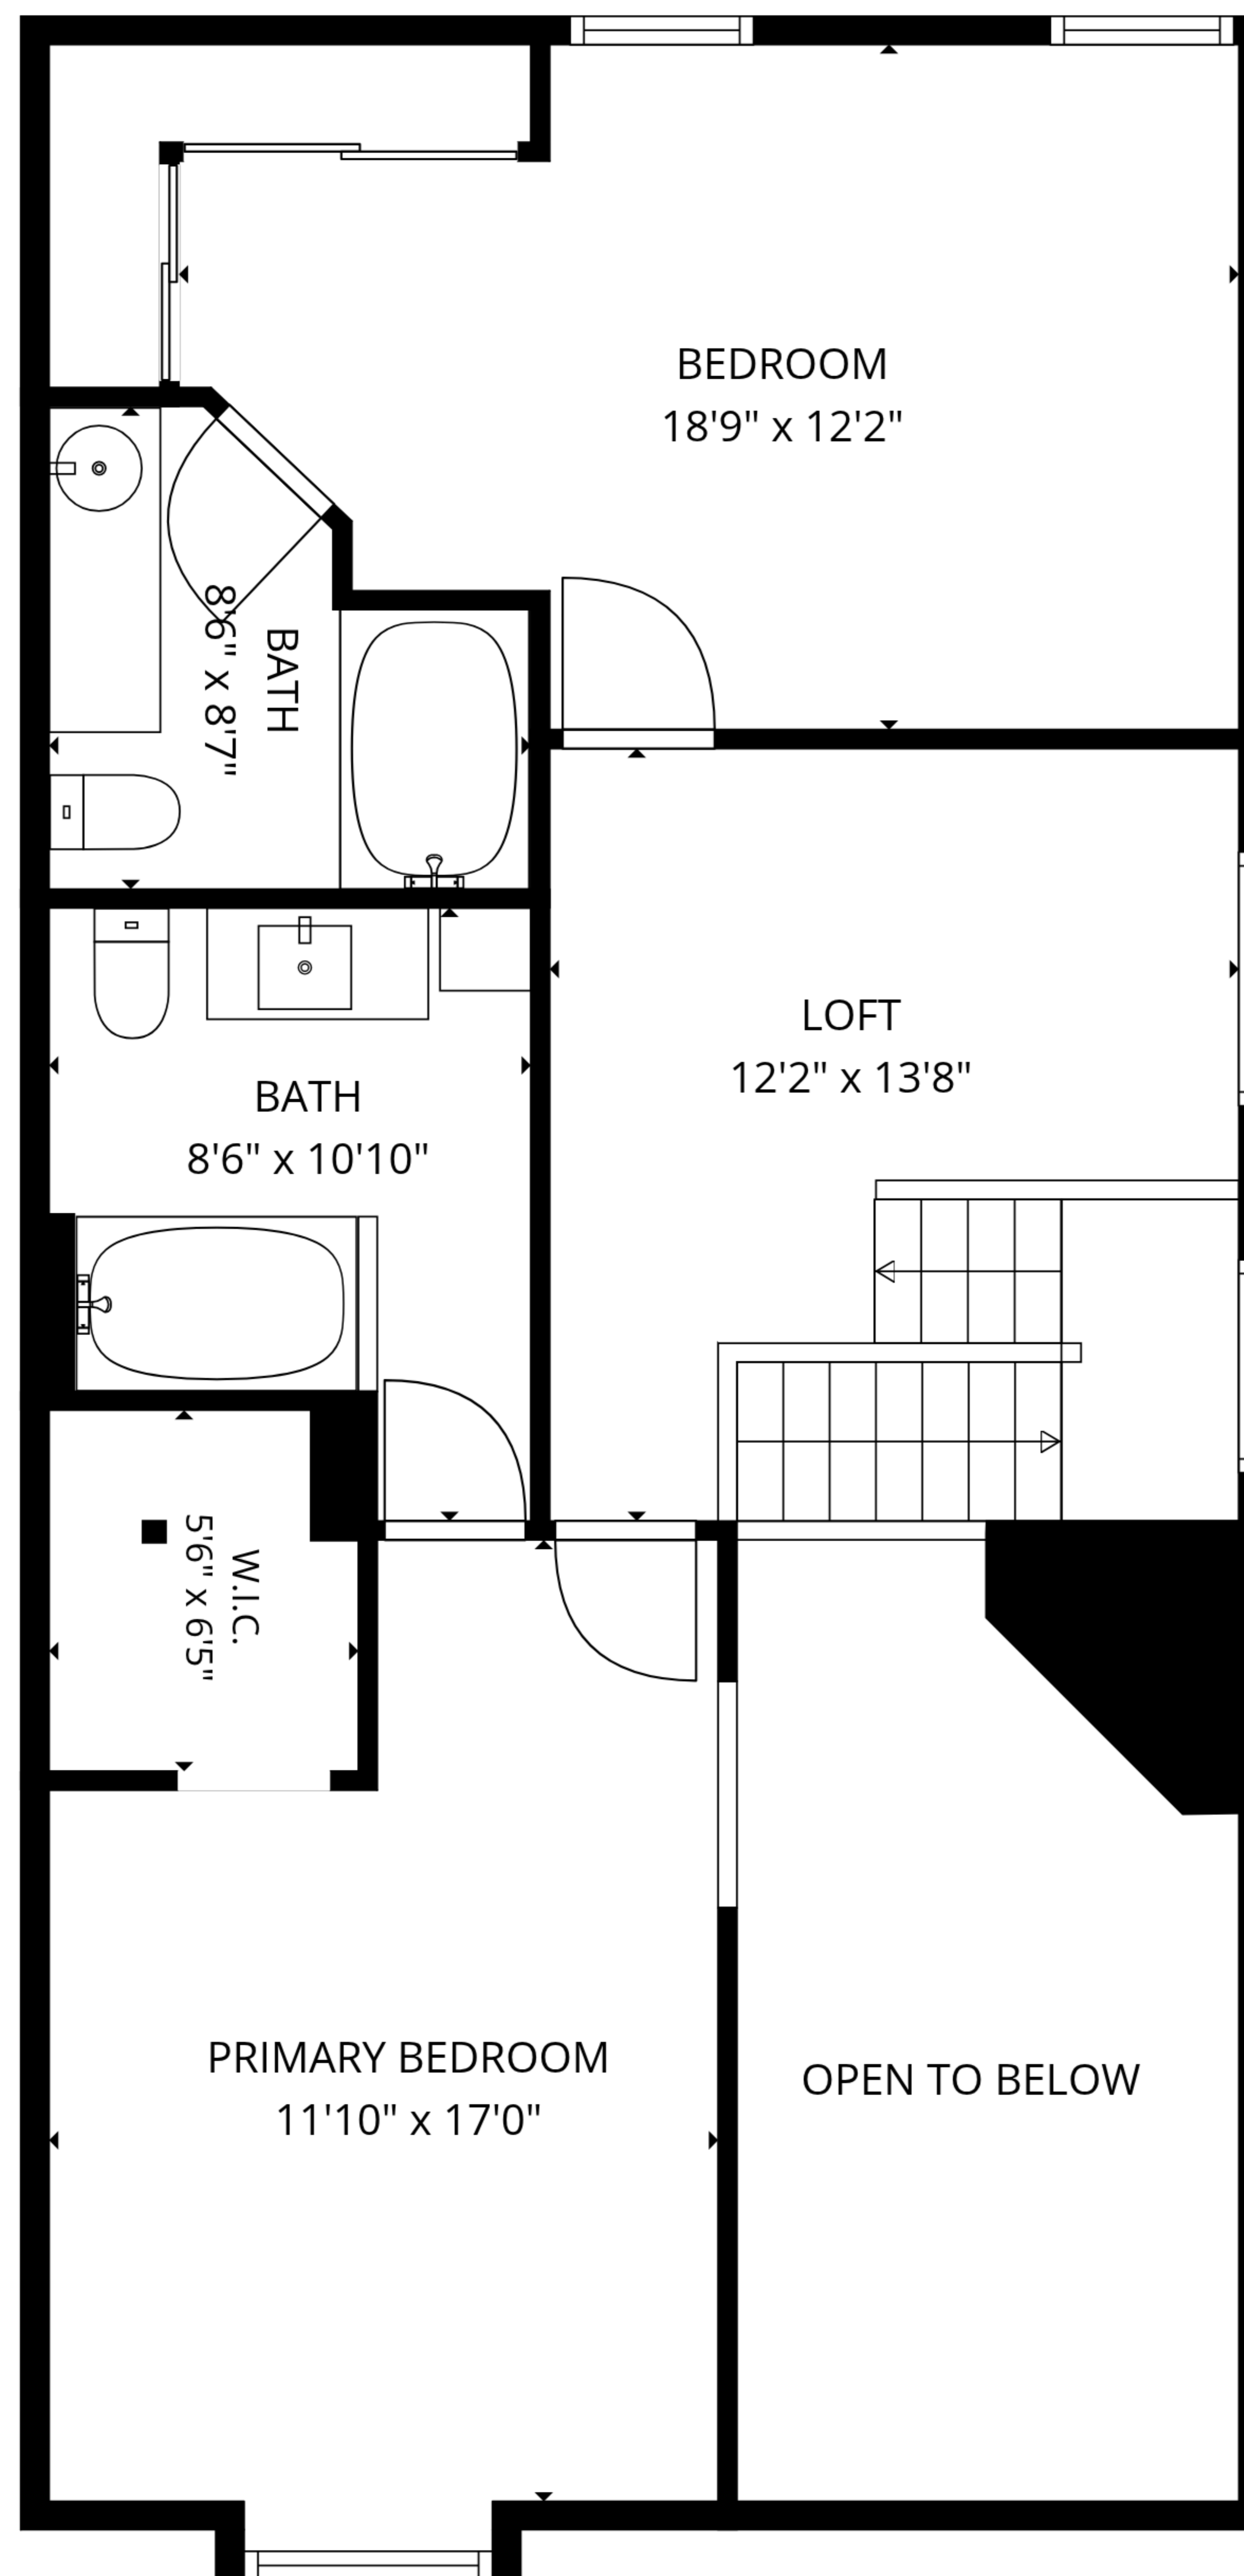 BEDROOM
18'9" x 12'2"
BATH
8'6" x 8'7"
LOFT
12'2" x 13'8"
BATH
8'6" x 10'10"
W.I.C.
5'6" x 6'5"
PRIMARY BEDROOM
11'10" x 17'0"
OPEN TO BELOW